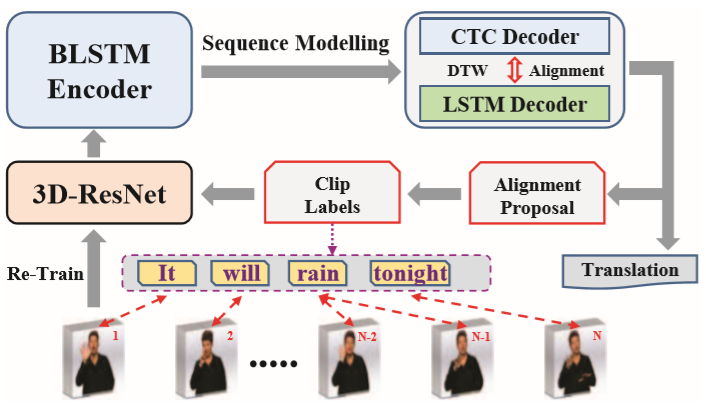 BLSTM
Encoder
Sequence Modelling
CTC Decoder
DTW Alignment
LSTM Decoder
3D-ResNet
Clip
Labels
Alignment
Proposal
Re-Train
It will rain tonight
Translation
1 2 N-2 N-1 N